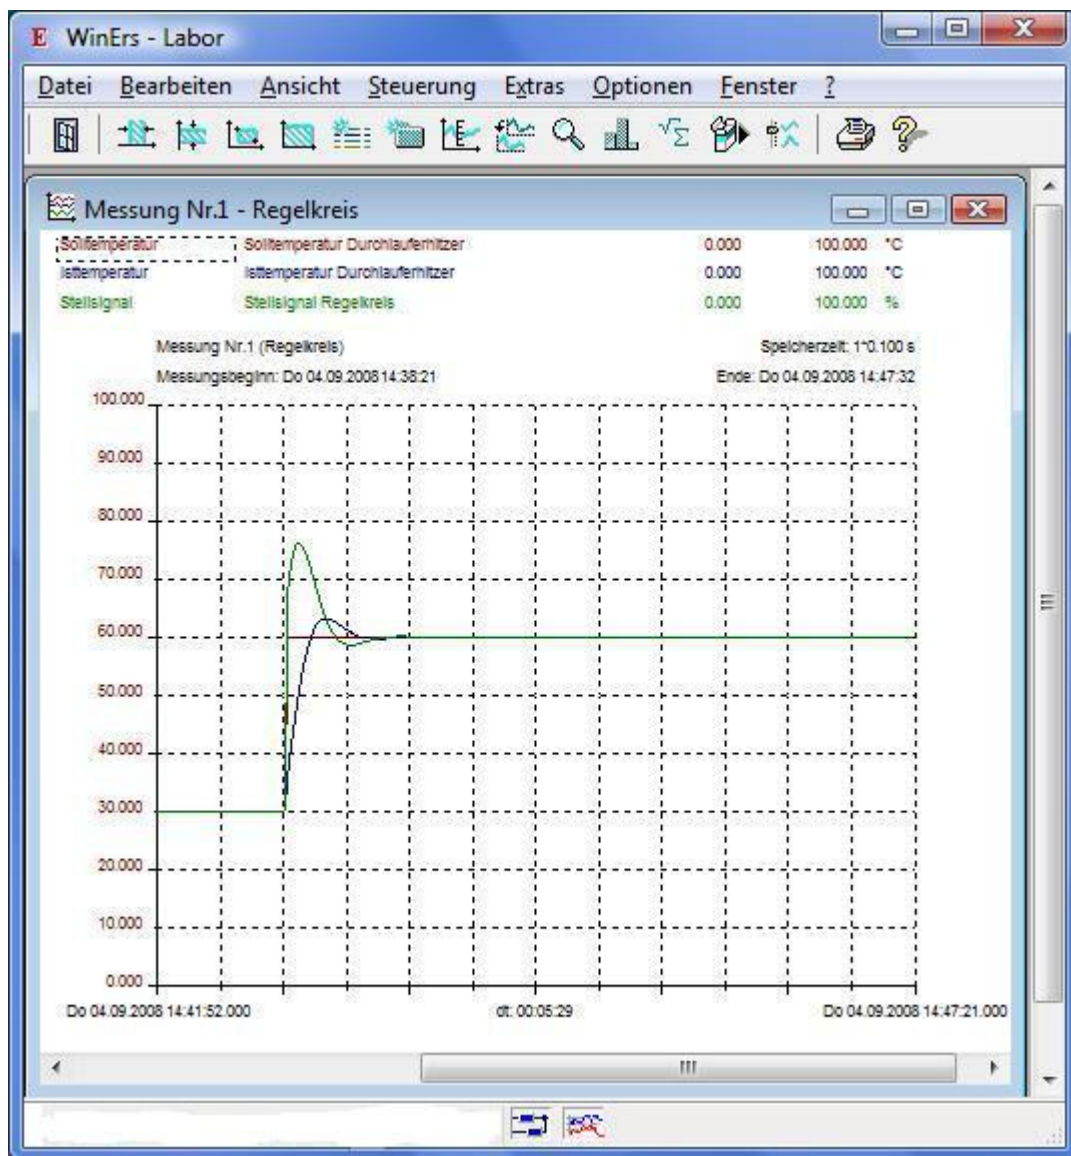 E WinErs - Labor
Datei Bearbeiten Ansicht Steuerung Extras Optionen Fenster ?
Messung Nr.1 - Regelkreis
Solltemperatur Solltemperatur Durchlauferhitzer 0.000 100.000 °C
Isttemperatur Isttemperatur Durchlauferhitzer 0.000 100.000 °C
Stellsignal Stellsignal Regelkreis 0.000 100.000 %
Messung Nr.1 (Regelkreis) Speicherzeit: 1*0.100 s
Messungsbeginn: Do 04.09.2008 14:38:21 Ende: Do 04.09.2008 14:47:32
100.000
90.000
80.000
70.000
60.000
50.000
40.000
30.000
20.000
10.000
0.000
Do 04.09.2008 14:41:52.000 dt: 00:05:29 Do 04.09.2008 14:47:21.000